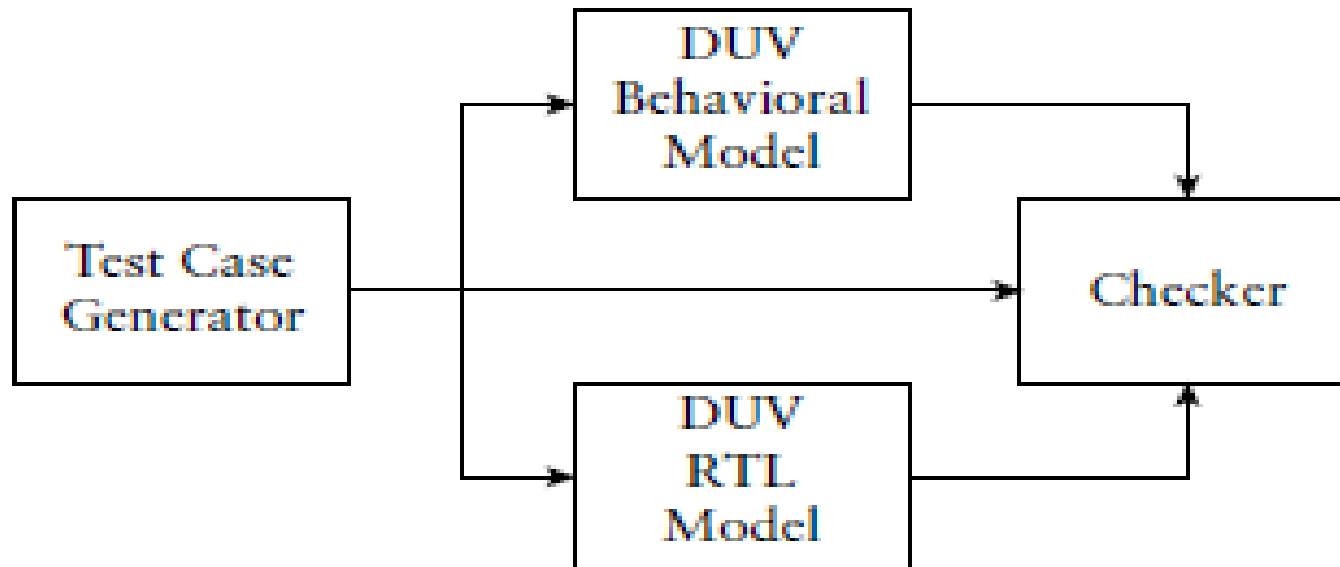 DUV
Behavioral
Model
Test Case
Generator
Checker
DUV
RTL
Model